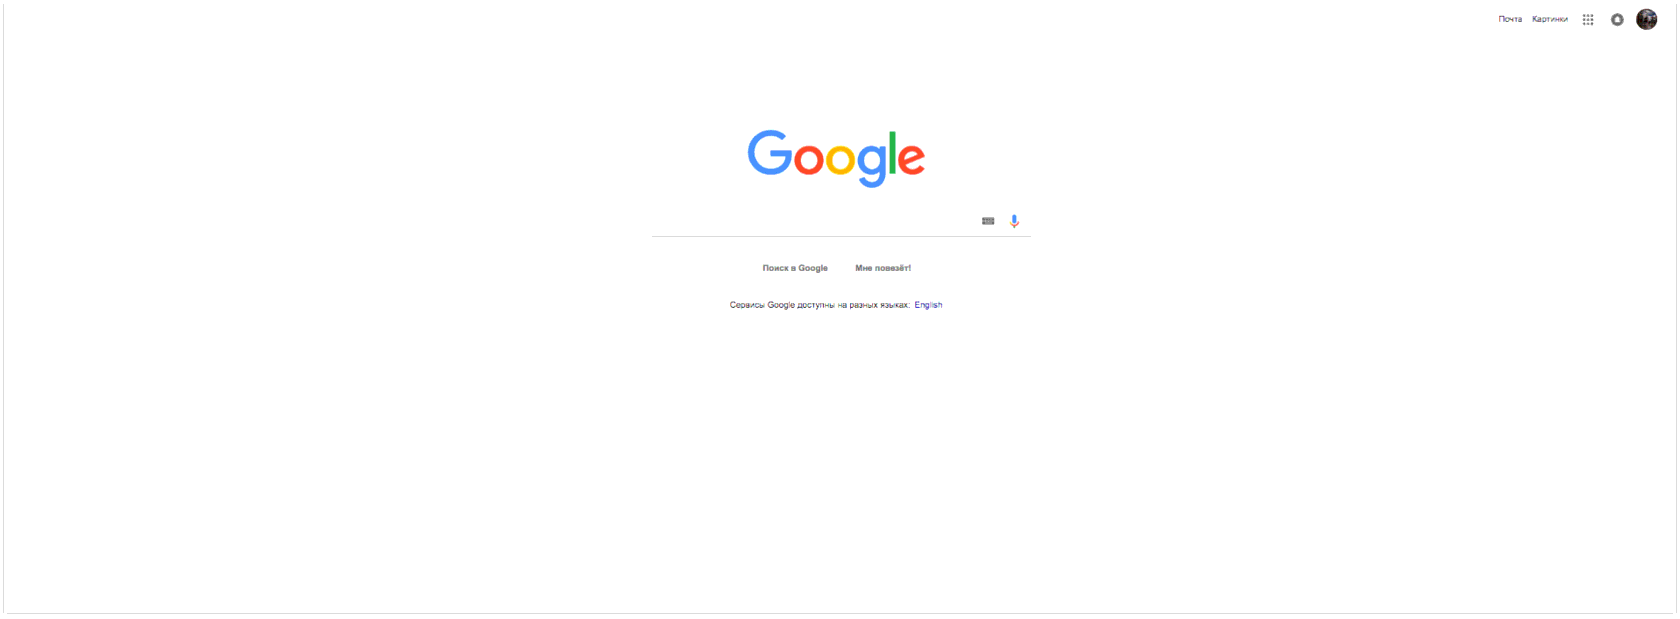 Почта Картинки
Google
Поиск в Google Мне повезёт!
Сервисы Google доступны на разных языках: English